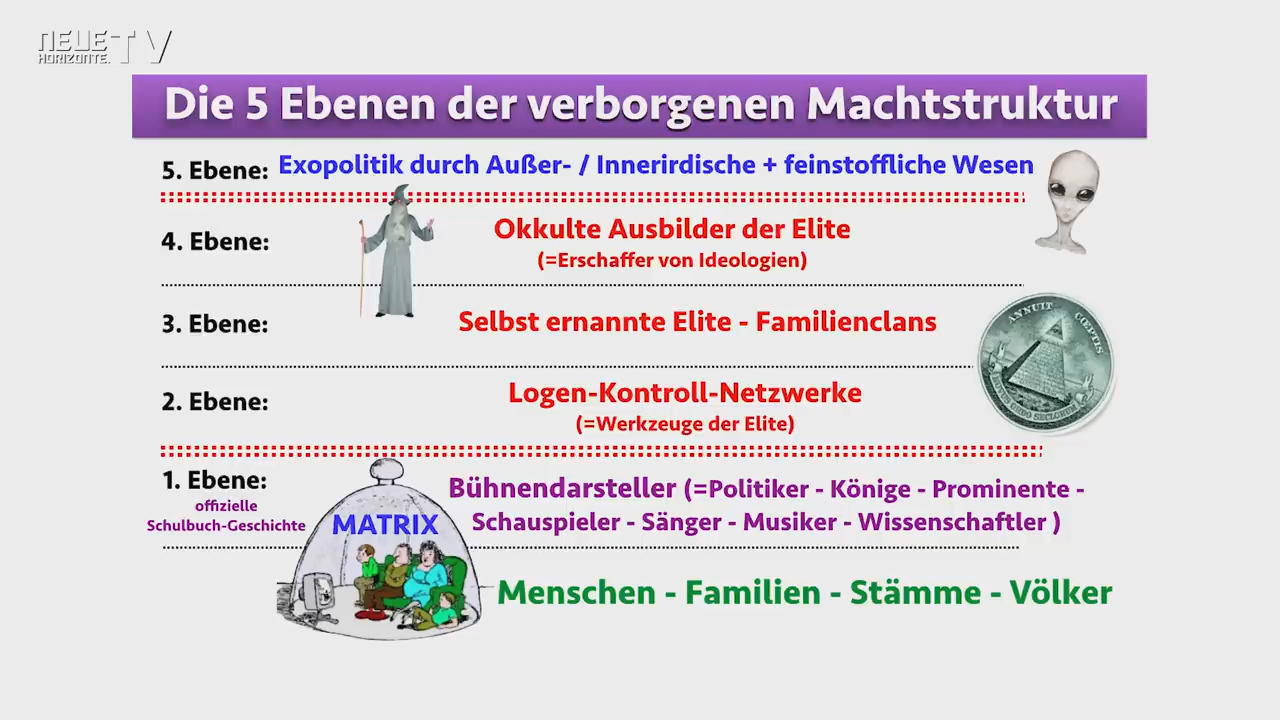 NEUE TV
HORIZONTE.
Die 5 Ebenen der verborgenen Machtstruktur
5. Ebene: Exopolitik durch Außer- / Innerirdische + feinstoffliche Wesen
4. Ebene: Okkulte Ausbilder der Elite
(=Erschaffer von Ideologien)
3. Ebene: Selbst ernannte Elite - Familienclans
ANNUIT CŒPTIS
2. Ebene: Logen-Kontroll-Netzwerke
(=Werkzeuge der Elite)
1. Ebene: Bühnendarsteller (=Politiker - Könige - Prominente -
offizielle
Schulbuch-Geschichte
MATRIX
Schauspieler - Sänger - Musiker - Wissenschaftler )
Menschen - Familien - Stämme - Völker